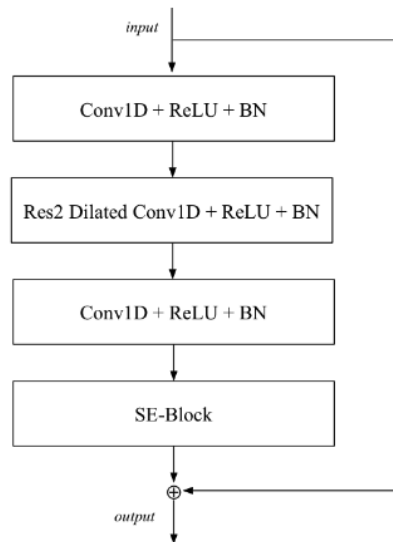 input
Conv1D + ReLU + BN
Res2 Dilated Conv1D + ReLU + BN
Conv1D + ReLU + BN
SE-Block
output